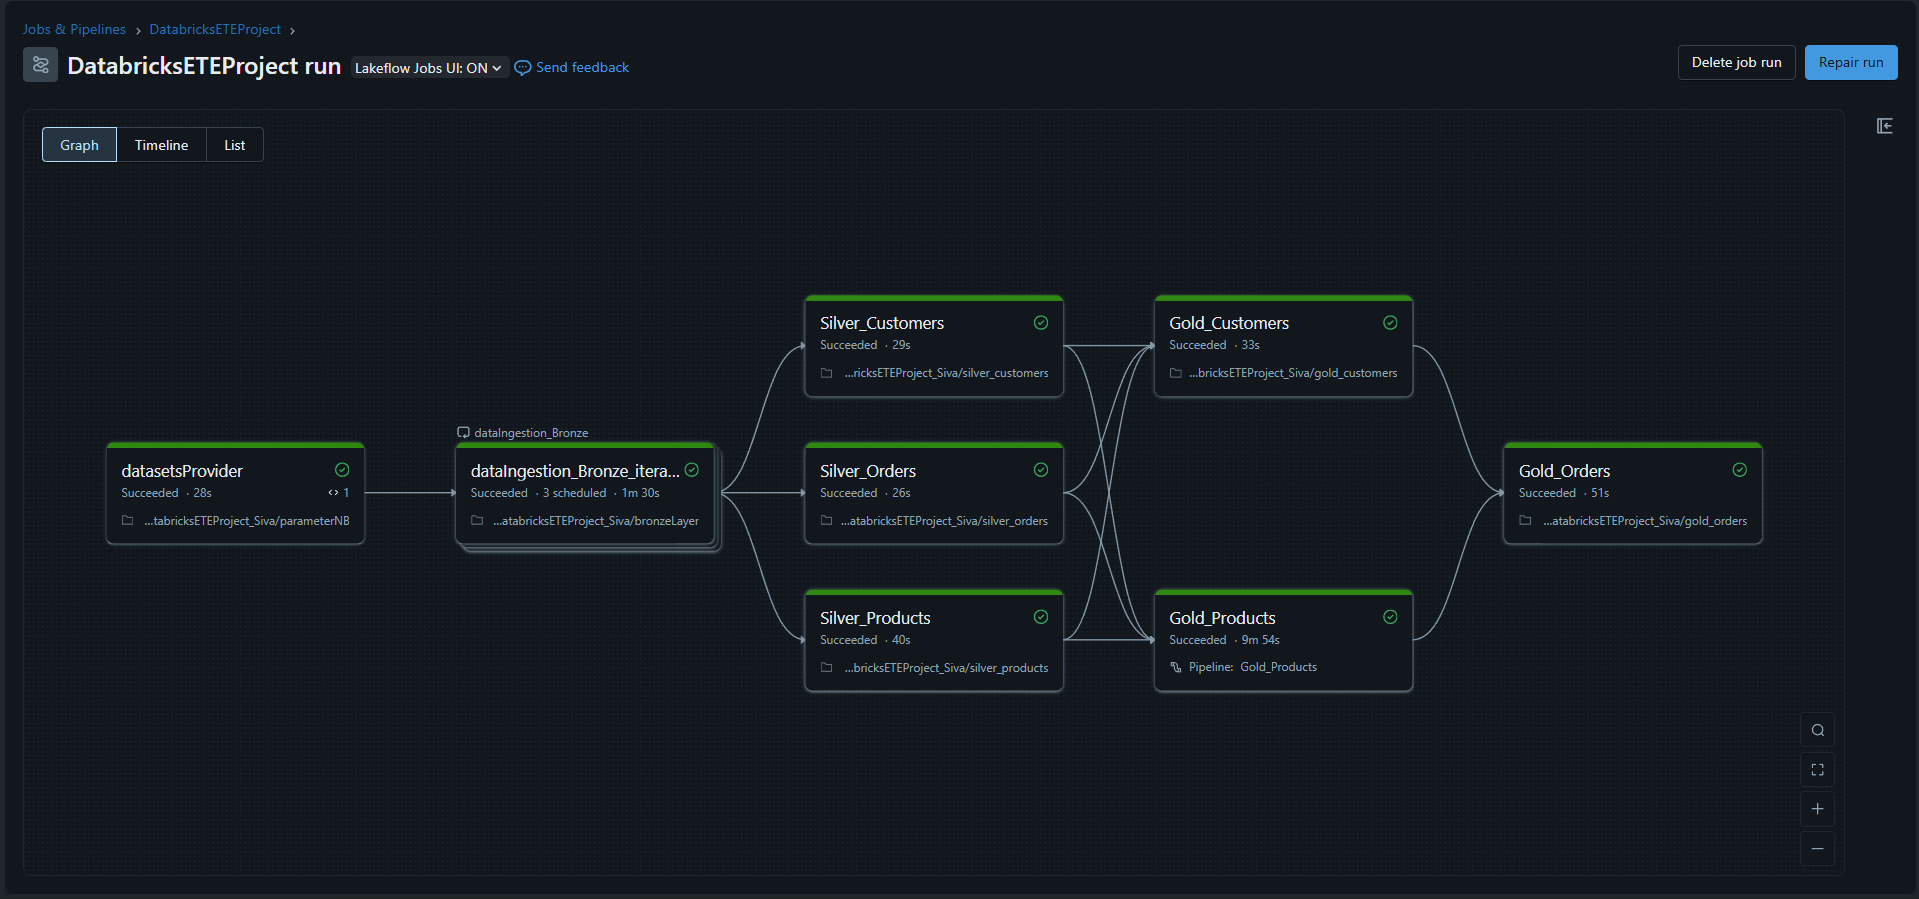 Jobs & Pipelines › DatabricksETEProject ›
DatabricksETEProject run
Lakeflow Jobs UI: ON
Send feedback
Delete job run
Repair run
Graph
Timeline
List
datasetsProvider
Succeeded · 28s
1
...tabricksETEProject_Siva/parameterNB
dataIngestion_Bronze
dataIngestion_Bronze_itera...
Succeeded · 3 scheduled · 1m 30s
...atabricksETEProject_Siva/bronzeLayer
Silver_Customers
Succeeded · 29s
...ricksETEProject_Siva/silver_customers
Silver_Orders
Succeeded · 26s
...atabricksETEProject_Siva/silver_orders
Silver_Products
Succeeded · 40s
...bricksETEProject_Siva/silver_products
Gold_Customers
Succeeded · 33s
...bricksETEProject_Siva/gold_customers
Gold_Products
Succeeded · 9m 54s
Pipeline: Gold_Products
Gold_Orders
Succeeded · 51s
...atabricksETEProject_Siva/gold_orders